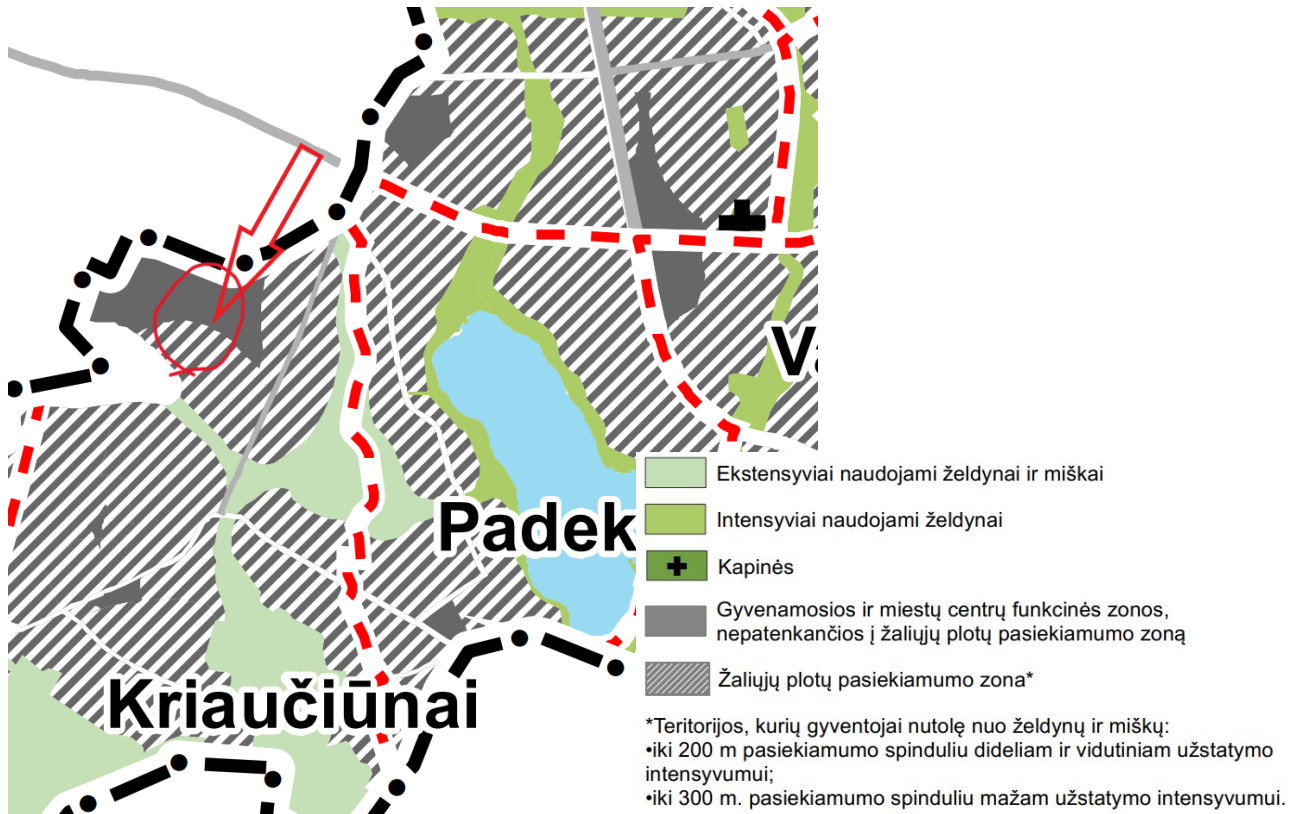 Va
Padek
Kriaučiūnai
Ekstensyviai naudojami želdynai ir miškai
Intensyviai naudojami želdynai
Kapinės
Gyvenamosios ir miestų centrų funkcinės zonos,
nepatenkančios į žaliųjų plotų pasiekiamumo zoną
Žaliųjų plotų pasiekiamumo zona*
*Teritorijos, kurių gyventojai nutolę nuo želdynų ir miškų:
•iki 200 m pasiekiamumo spinduliu dideliam ir vidutiniam užstatymo
intensyvumui;
•iki 300 m. pasiekiamumo spinduliu mažam užstatymo intensyvumui.